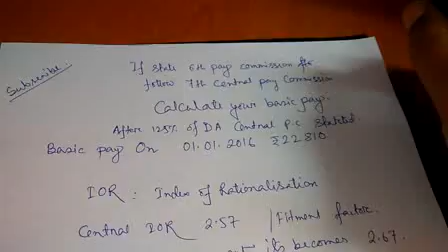 Subscribe.
If state 6th pay commission
follow 7th Central pay Commission
Calculate your basic pay.
After 125% of DA Central P.C Started.
Basic pay On 01.01.2016 ₹22810
IOR : Index of Rationalisation
Central IOR 2.57 / Fitment factor.
its becomes 2.67.